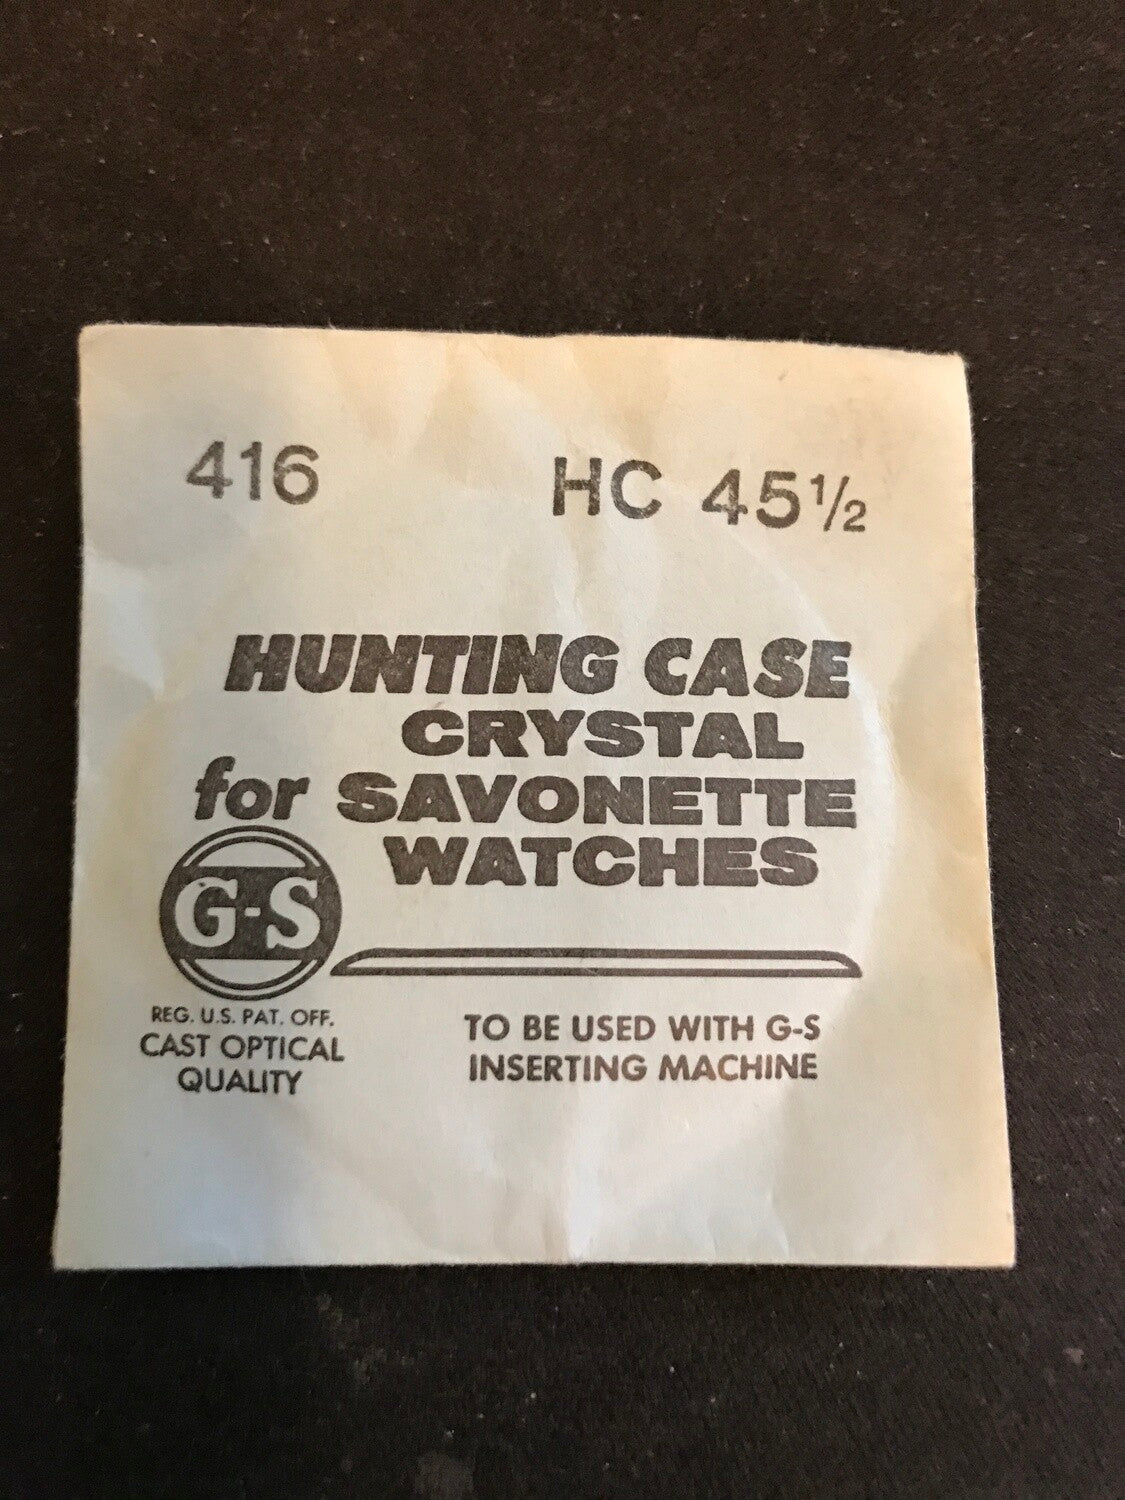 416 HC 45½
HUNTING CASE
CRYSTAL
for SAVONETTE
WATCHES
G-S
REG. U.S. PAT. OFF.
CAST OPTICAL
QUALITY
TO BE USED WITH G-S
INSERTING MACHINE